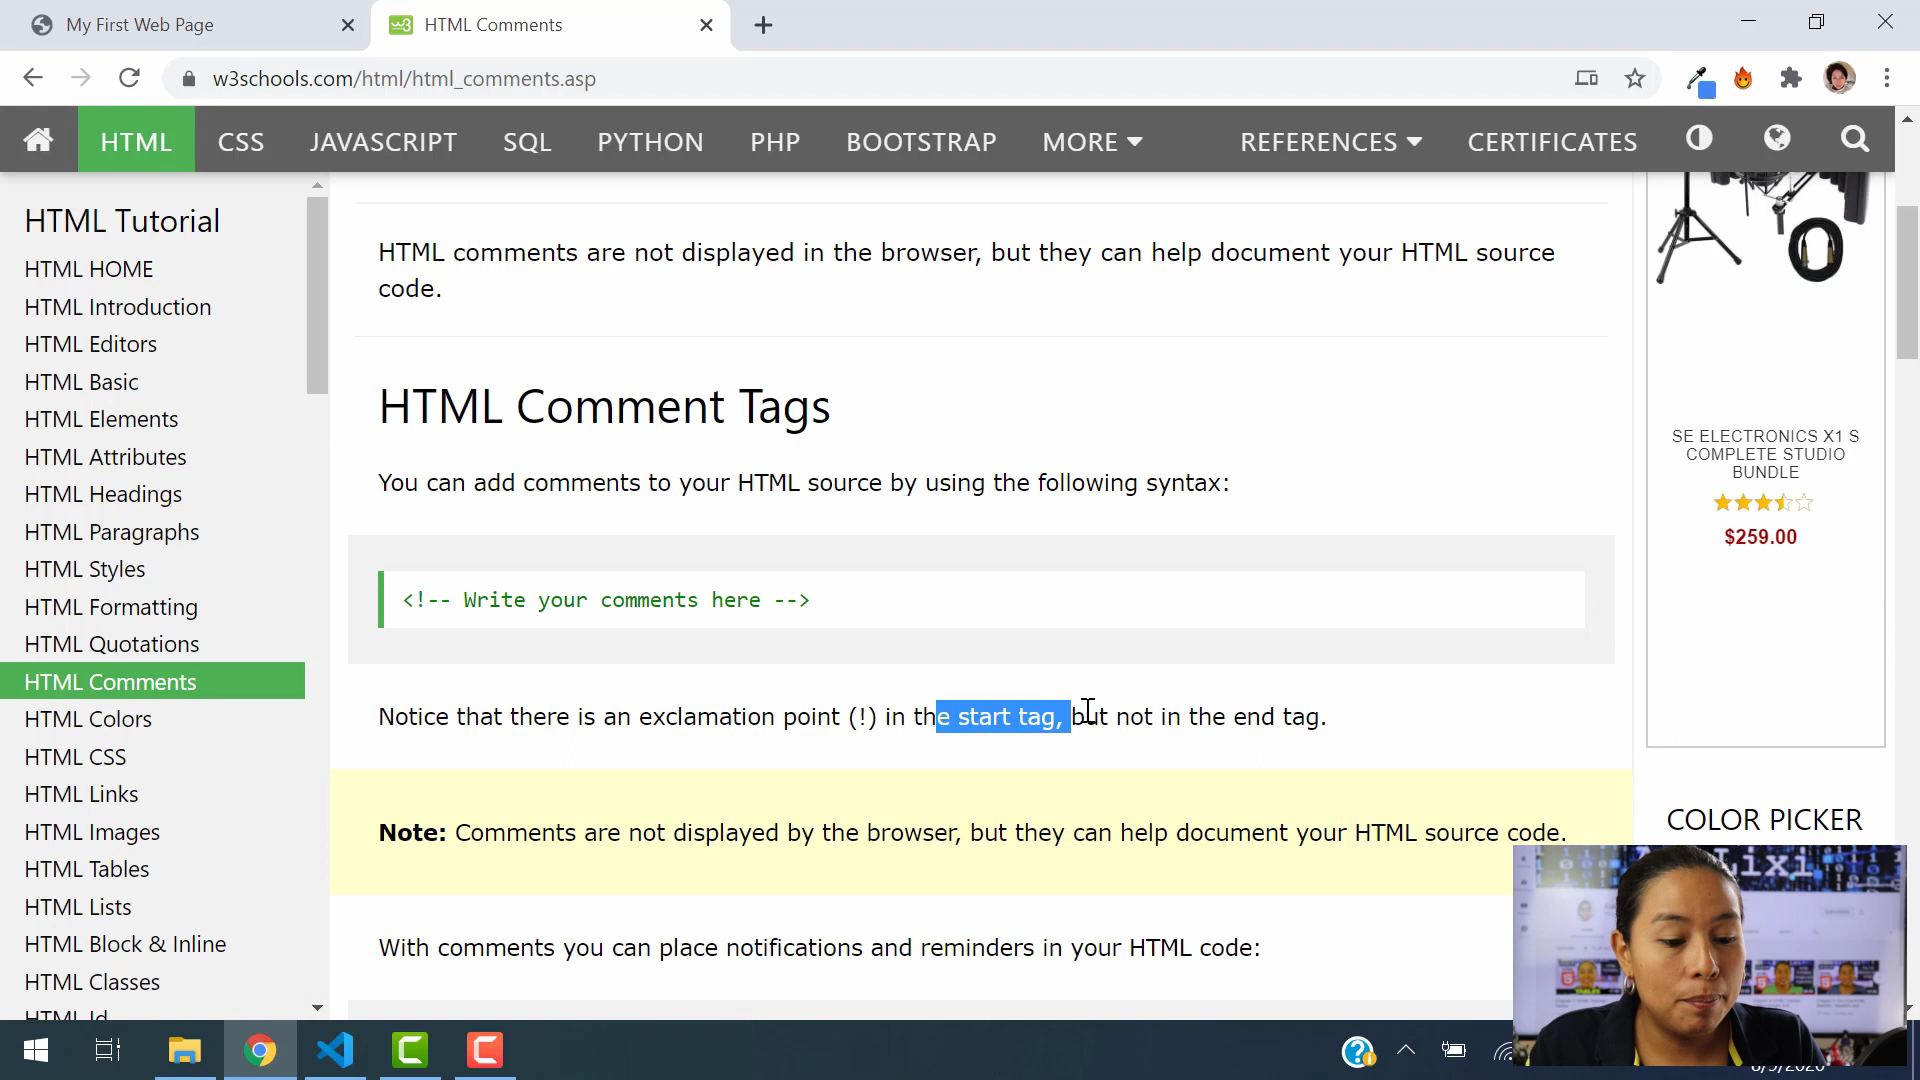 My First Web Page
HTML Comments
w3schools.com/html/html_comments.asp
HTML CSS JAVASCRIPT SQL PYTHON PHP BOOTSTRAP MORE REFERENCES CERTIFICATES
HTML Tutorial
HTML HOME
HTML Introduction
HTML Editors
HTML Basic
HTML Elements
HTML Attributes
HTML Headings
HTML Paragraphs
HTML Styles
HTML Formatting
HTML Quotations
HTML Comments
HTML Colors
HTML CSS
HTML Links
HTML Images
HTML Tables
HTML Lists
HTML Block & Inline
HTML Classes
HTML Id
HTML comments are not displayed in the browser, but they can help document your HTML source
code.
HTML Comment Tags
You can add comments to your HTML source by using the following syntax:
<!-- Write your comments here -->
Notice that there is an exclamation point (!) in the start tag, but not in the end tag.
Note: Comments are not displayed by the browser, but they can help document your HTML source code.
With comments you can place notifications and reminders in your HTML code:
SE ELECTRONICS X1 S
COMPLETE STUDIO
BUNDLE
$259.00
COLOR PICKER